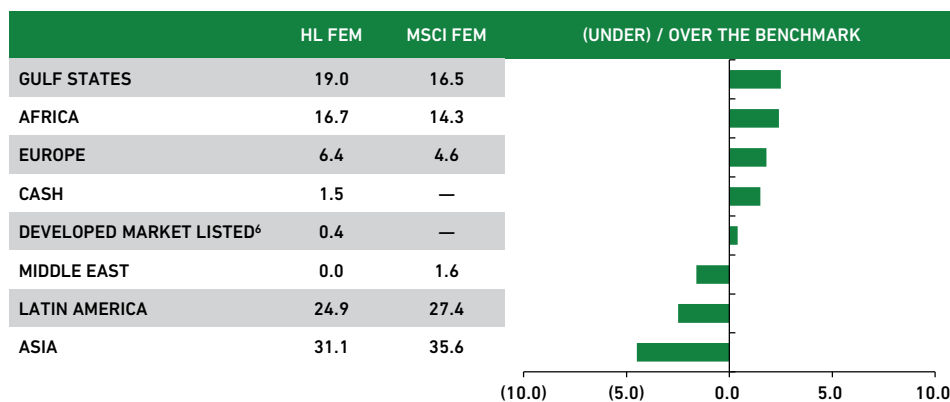 HL FEM MSCI FEM (UNDER) / OVER THE BENCHMARK
GULF STATES 19.0 16.5
AFRICA 16.7 14.3
EUROPE 6.4 4.6
CASH 1.5 —
DEVELOPED MARKET LISTED⁶ 0.4 —
MIDDLE EAST 0.0 1.6
LATIN AMERICA 24.9 27.4
ASIA 31.1 35.6
(10.0) (5.0) 0.0 5.0 10.0